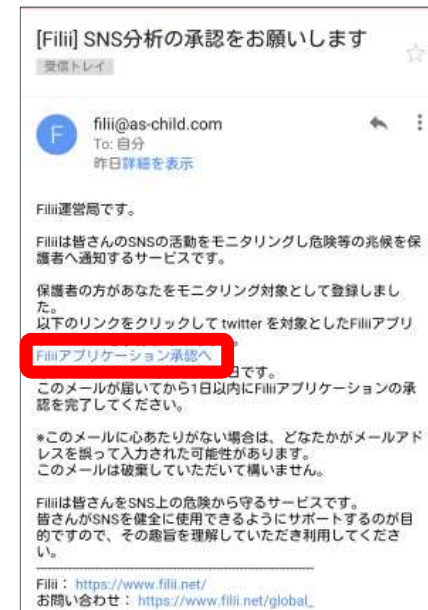 [Filii] SNS分析の承認をお願いします
受信トレイ
F
filii@as-child.com
To: 自分
昨日詳細を表示
Filii運営局です。
Filiiは皆さんのSNSの活動をモニタリングし危険等の兆候を保
護者へ通知するサービスです。
保護者の方があなたをモニタリング対象として登録しまし
た。
以下のリンクをクリックして twitter を対象としたFiliiアプリ
Filiiアプリケーション承認へ
日です。
このメールが届いてから1日以内にFiliiアプリケーションの承
認を完了してください。
*このメールに心あたりがない場合は、どなたかがメールアド
レスを誤って入力された可能性があります。
このメールは破棄していただいて構いません。
Filiiは皆さんをSNS上の危険から守るサービスです。
皆さんがSNSを健全に使用できるようにサポートするのが目
的ですので、その趣旨を理解していただき利用してくださ
い。
Filii： https://www.filii.net/
お問い合わせ： https://www.filii.net/global_